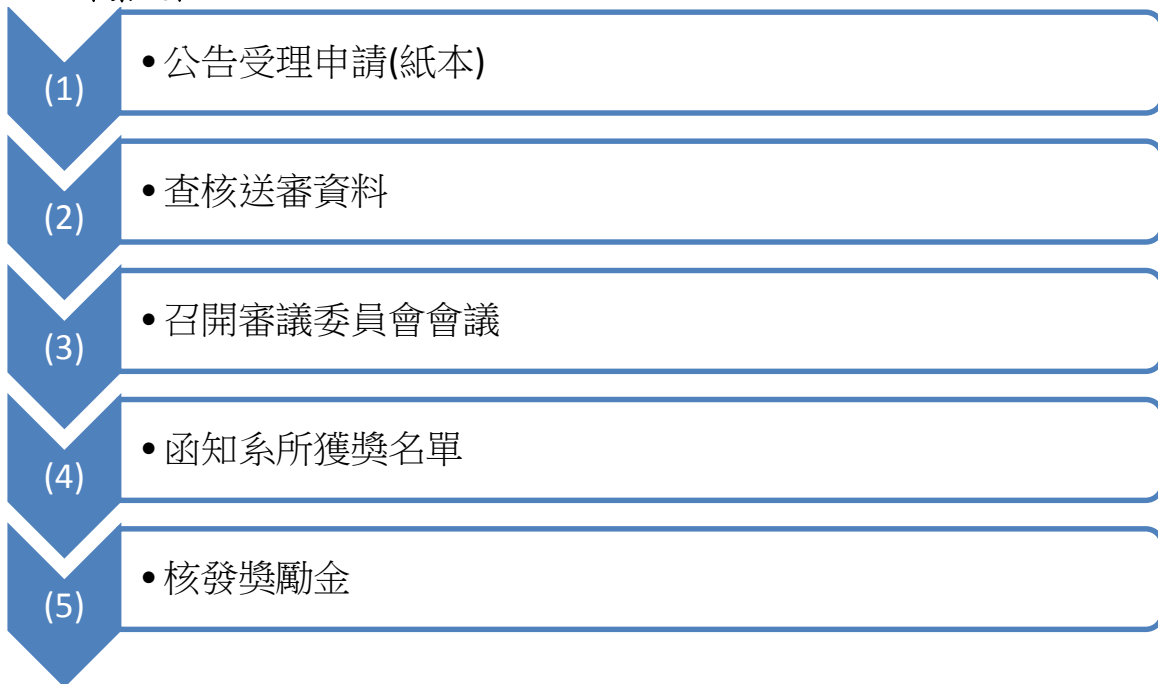 (1)
•公告受理申請(紙本)
(2)
•查核送審資料
(3)
•召開審議委員會會議
(4)
•函知系所獲獎名單
(5)
•核發獎勵金